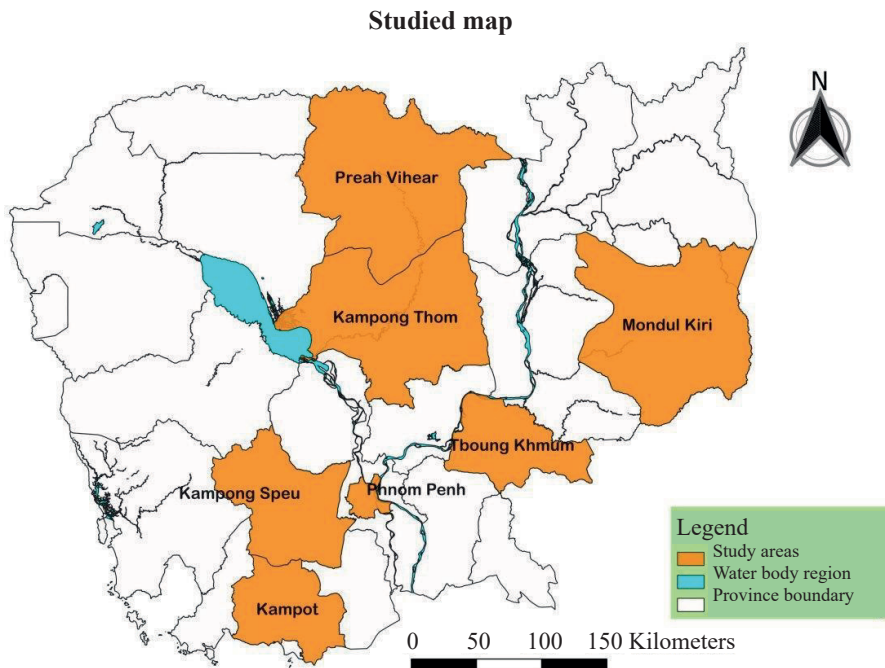 Studied map
N
Preah Vihear
Kampong Thom
Mondul Kiri
Tboung Khmum
Kampong Speu
Phnom Penh
Kampot
Legend
Study areas
Water body region
Province boundary
0 50 100 150 Kilometers